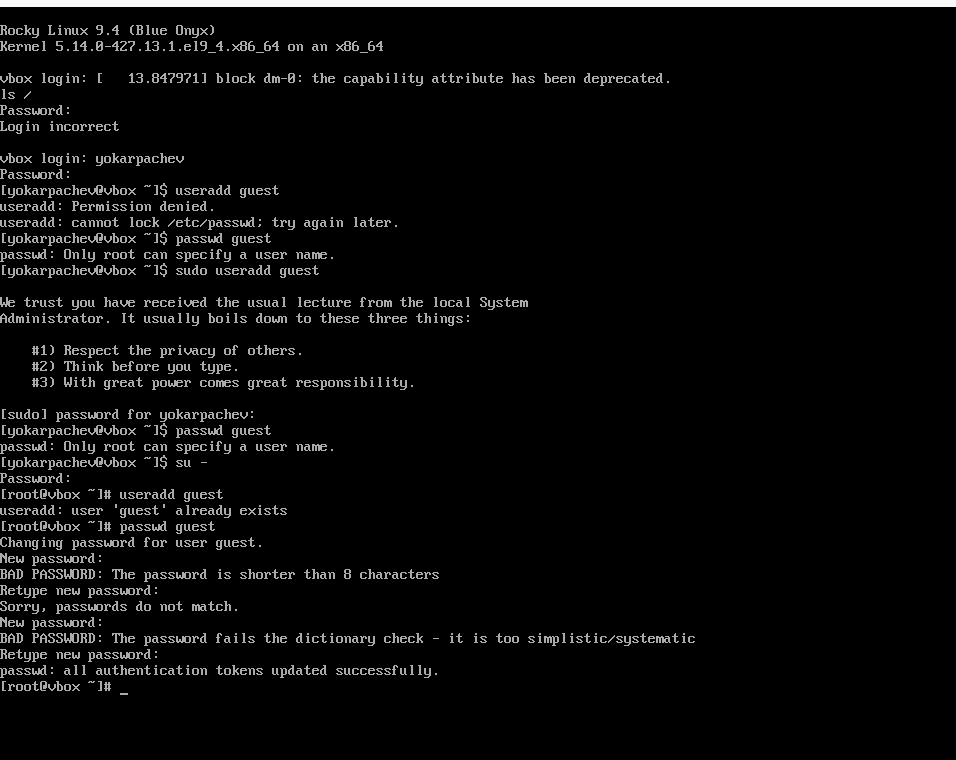 Rocky Linux 9.4 (Blue Onyx)
Kernel 5.14.0-427.13.1.el9_4.x86_64 on an x86_64
vbox login: [   13.847971] block dm-0: the capability attribute has been deprecated.
ls /
Password:
Login incorrect
vbox login: yokarpachev
Password:
[yokarpachev@vbox ~]$ useradd guest
useradd: Permission denied.
useradd: cannot lock /etc/passwd; try again later.
[yokarpachev@vbox ~]$ passwd guest
passwd: Only root can specify a user name.
[yokarpachev@vbox ~]$ sudo useradd guest
We trust you have received the usual lecture from the local System
Administrator. It usually boils down to these three things:
    #1) Respect the privacy of others.
    #2) Think before you type.
    #3) With great power comes great responsibility.
[sudo] password for yokarpachev:
[yokarpachev@vbox ~]$ passwd guest
passwd: Only root can specify a user name.
[yokarpachev@vbox ~]$ su -
Password:
[root@vbox ~]# useradd guest
useradd: user 'guest' already exists
[root@vbox ~]# passwd guest
Changing password for user guest.
New password:
BAD PASSWORD: The password is shorter than 8 characters
Retype new password:
Sorry, passwords do not match.
New password:
BAD PASSWORD: The password fails the dictionary check - it is too simplistic/systematic
Retype new password:
passwd: all authentication tokens updated successfully.
[root@vbox ~]# _